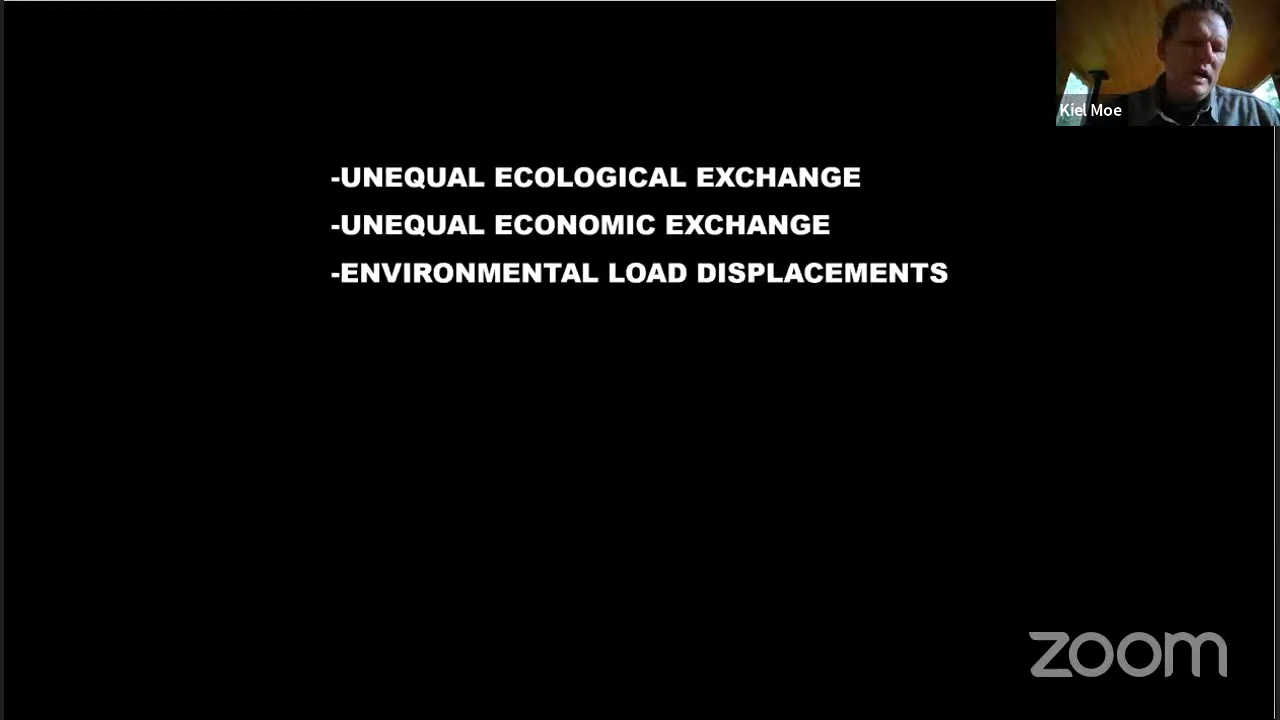 Kiel Moe
-UNEQUAL ECOLOGICAL EXCHANGE
-UNEQUAL ECONOMIC EXCHANGE
-ENVIRONMENTAL LOAD DISPLACEMENTS
zoom